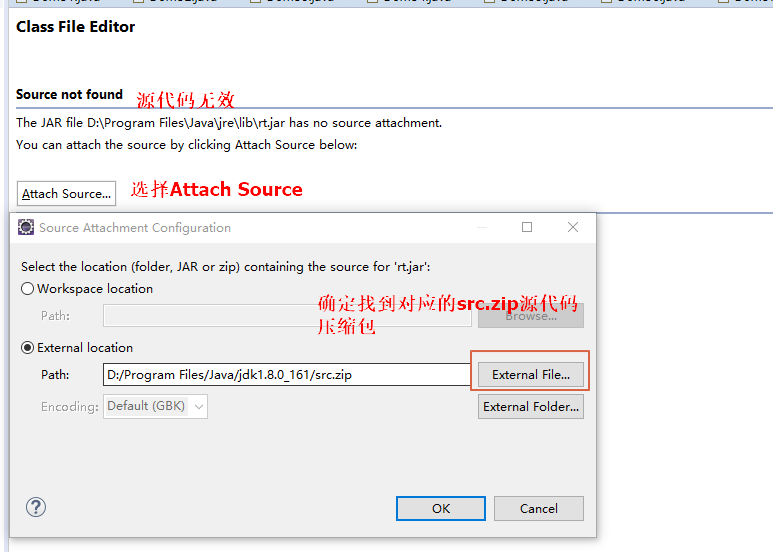 Class File Editor
Source not found 源代码无效
The JAR file D:\Program Files\Java\jre\lib\rt.jar has no source attachment.
You can attach the source by clicking Attach Source below:
Attach Source... 选择Attach Source
Source Attachment Configuration
Select the location (folder, JAR or zip) containing the source for 'rt.jar':
Workspace location
确定找到对应的src.zip源代码
压缩包
Path: Browse...
External location
Path: D:/Program Files/Java/jdk1.8.0_161/src.zip External File...
Encoding: Default (GBK) External Folder...
? OK Cancel